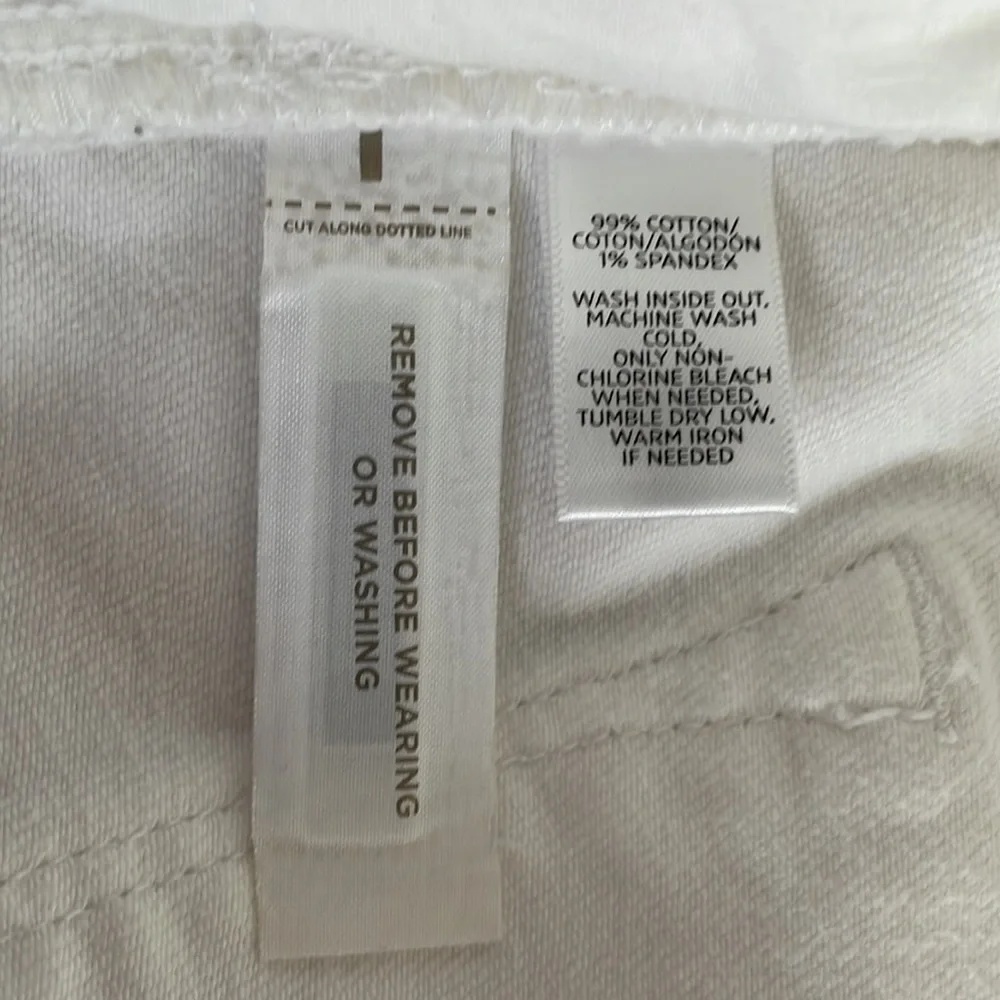 CUT ALONG DOTTED LINE
REMOVE BEFORE WEARING
OR WASHING
99% COTTON/
COTON/ALGODÓN
1% SPANDEX
WASH INSIDE OUT,
MACHINE WASH
COLD,
ONLY NON-
CHLORINE BLEACH
WHEN NEEDED,
TUMBLE DRY LOW,
WARM IRON
IF NEEDED